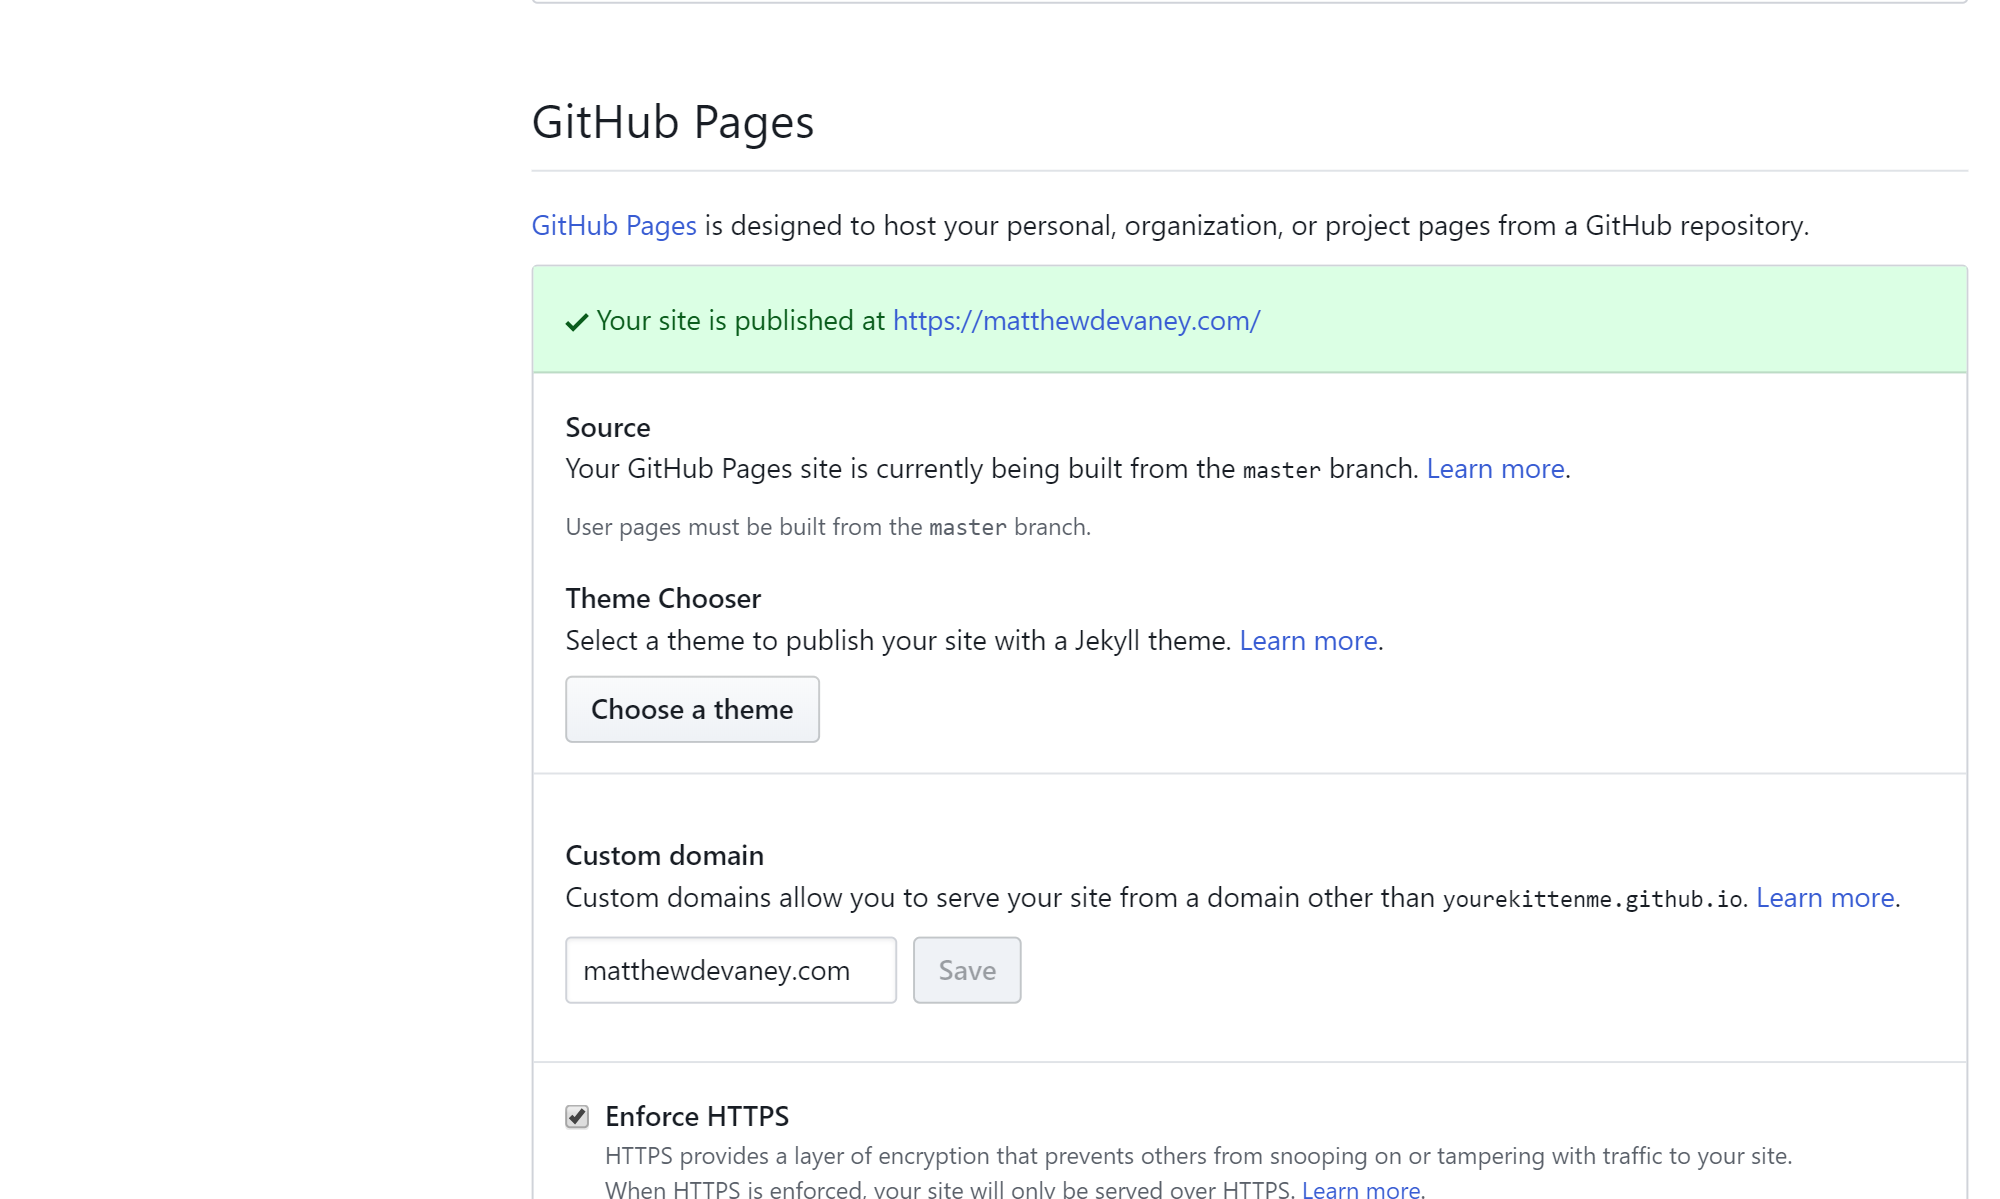 GitHub Pages
GitHub Pages is designed to host your personal, organization, or project pages from a GitHub repository.
Your site is published at https://matthewdevaney.com/
Source
Your GitHub Pages site is currently being built from the master branch. Learn more.
User pages must be built from the master branch.
Theme Chooser
Select a theme to publish your site with a Jekyll theme. Learn more.
Choose a theme
Custom domain
Custom domains allow you to serve your site from a domain other than yourekittenme.github.io. Learn more.
matthewdevaney.com Save
Enforce HTTPS
HTTPS provides a layer of encryption that prevents others from snooping on or tampering with traffic to your site.
When HTTPS is enforced, your site will only be served over HTTPS. Learn more.